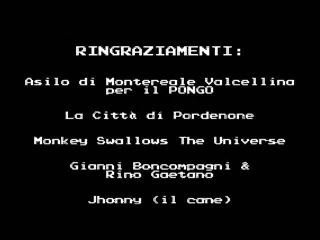 RINGRAZIAMENTI:
Asilo di Montereale Valcellina
per il PONGO
La Città di Pordenone
Monkey Swallows The Universe
Gianni Boncompagni &
Rino Gaetano
Jhonny (il cane)